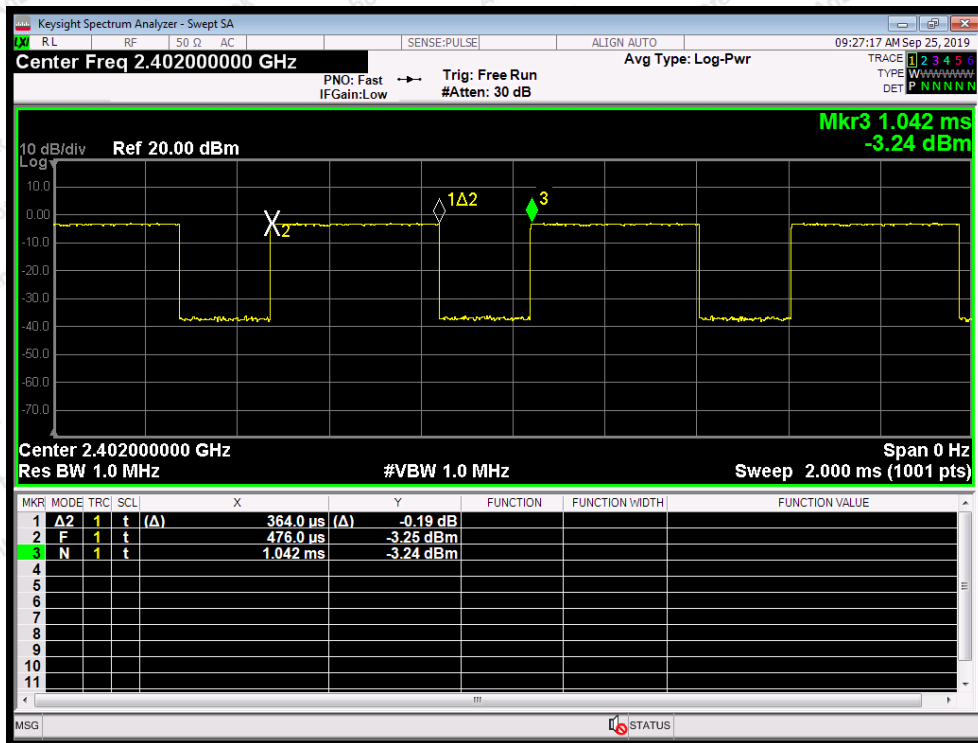 Keysight Spectrum Analyzer - Swept SA
LXI RL RF 50 Ω AC SENSE:PULSE ALIGN AUTO 09:27:17 AM Sep 25, 2019
Center Freq 2.402000000 GHz Avg Type: Log-Pwr TRACE 1 2 3 4 5 6
PNO: Fast Trig: Free Run TYPE WWWWWW
IFGain:Low #Atten: 30 dB DET P N N N N N
Mkr3 1.042 ms
10 dB/div Ref 20.00 dBm -3.24 dBm
Log
10.0
1Δ2 3
0.00
2
-10.0
-20.0
-30.0
-40.0
-50.0
-60.0
-70.0
Center 2.402000000 GHz Span 0 Hz
Res BW 1.0 MHz #VBW 1.0 MHz Sweep 2.000 ms (1001 pts)
MKR MODE TRC SCL X Y FUNCTION FUNCTION WIDTH FUNCTION VALUE
1 Δ2 1 t (Δ) 364.0 µs (Δ) -0.19 dB
2 F 1 t 476.0 µs -3.25 dBm
3 N 1 t 1.042 ms -3.24 dBm
4
5
6
7
8
9
10
11
MSG STATUS